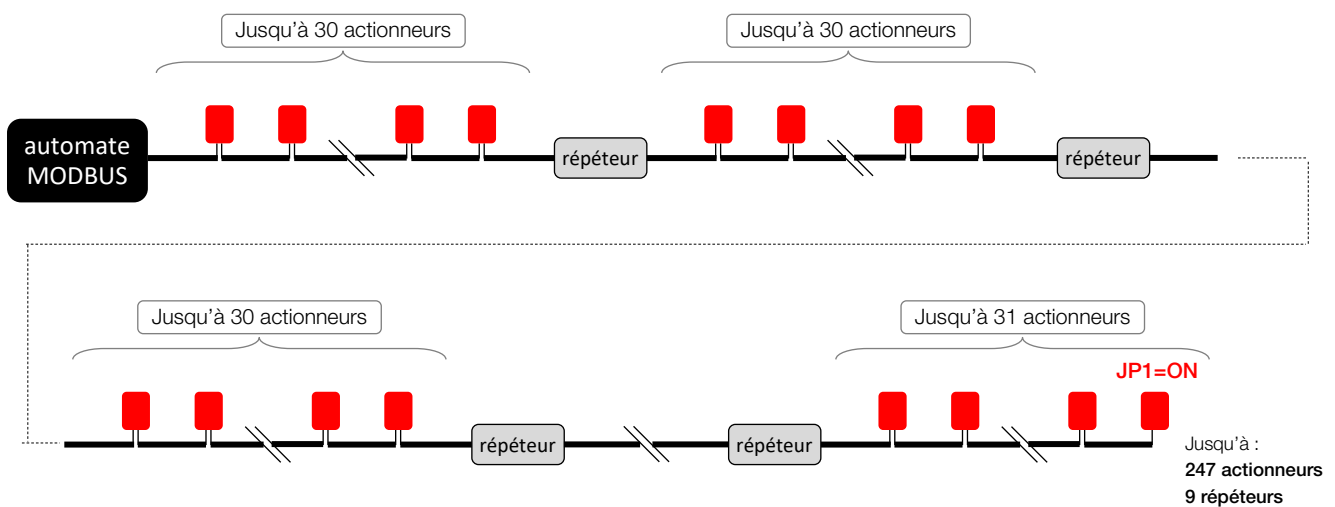 Jusqu'à 30 actionneurs
Jusqu'à 30 actionneurs
automate
MODBUS
répéteur
répéteur
Jusqu'à 30 actionneurs
Jusqu'à 31 actionneurs
JP1=ON
répéteur
répéteur
Jusqu'à :
247 actionneurs
9 répéteurs